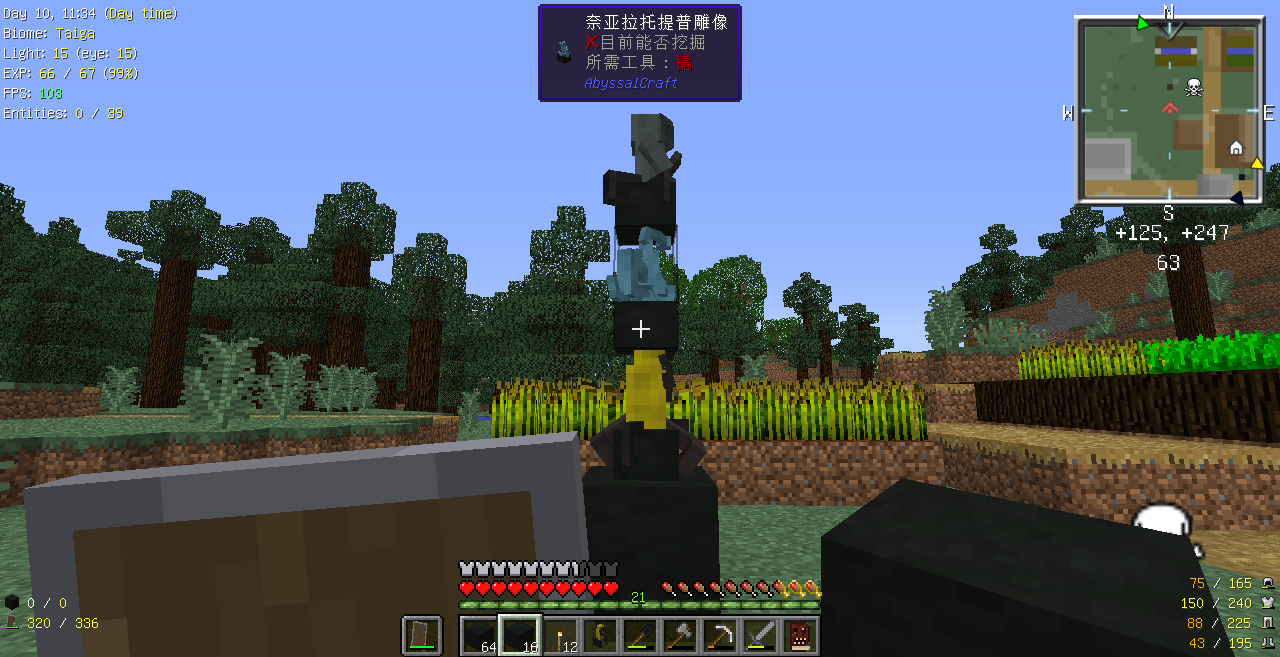 Day 10, 11:34 (Day time)
Biome: Taiga
Light: 15 (eye: 15)
EXP: 66 / 67 (99%)
FPS: 103
Entities: 0 / 39
奈亚拉托提普雕像
✕目前能否挖掘
所需工具：镐
AbyssalCraft
N
W
E
S
+125, +247
63
21
0 / 0
320 / 336
64
16
12
75 / 165
150 / 240
88 / 225
43 / 195